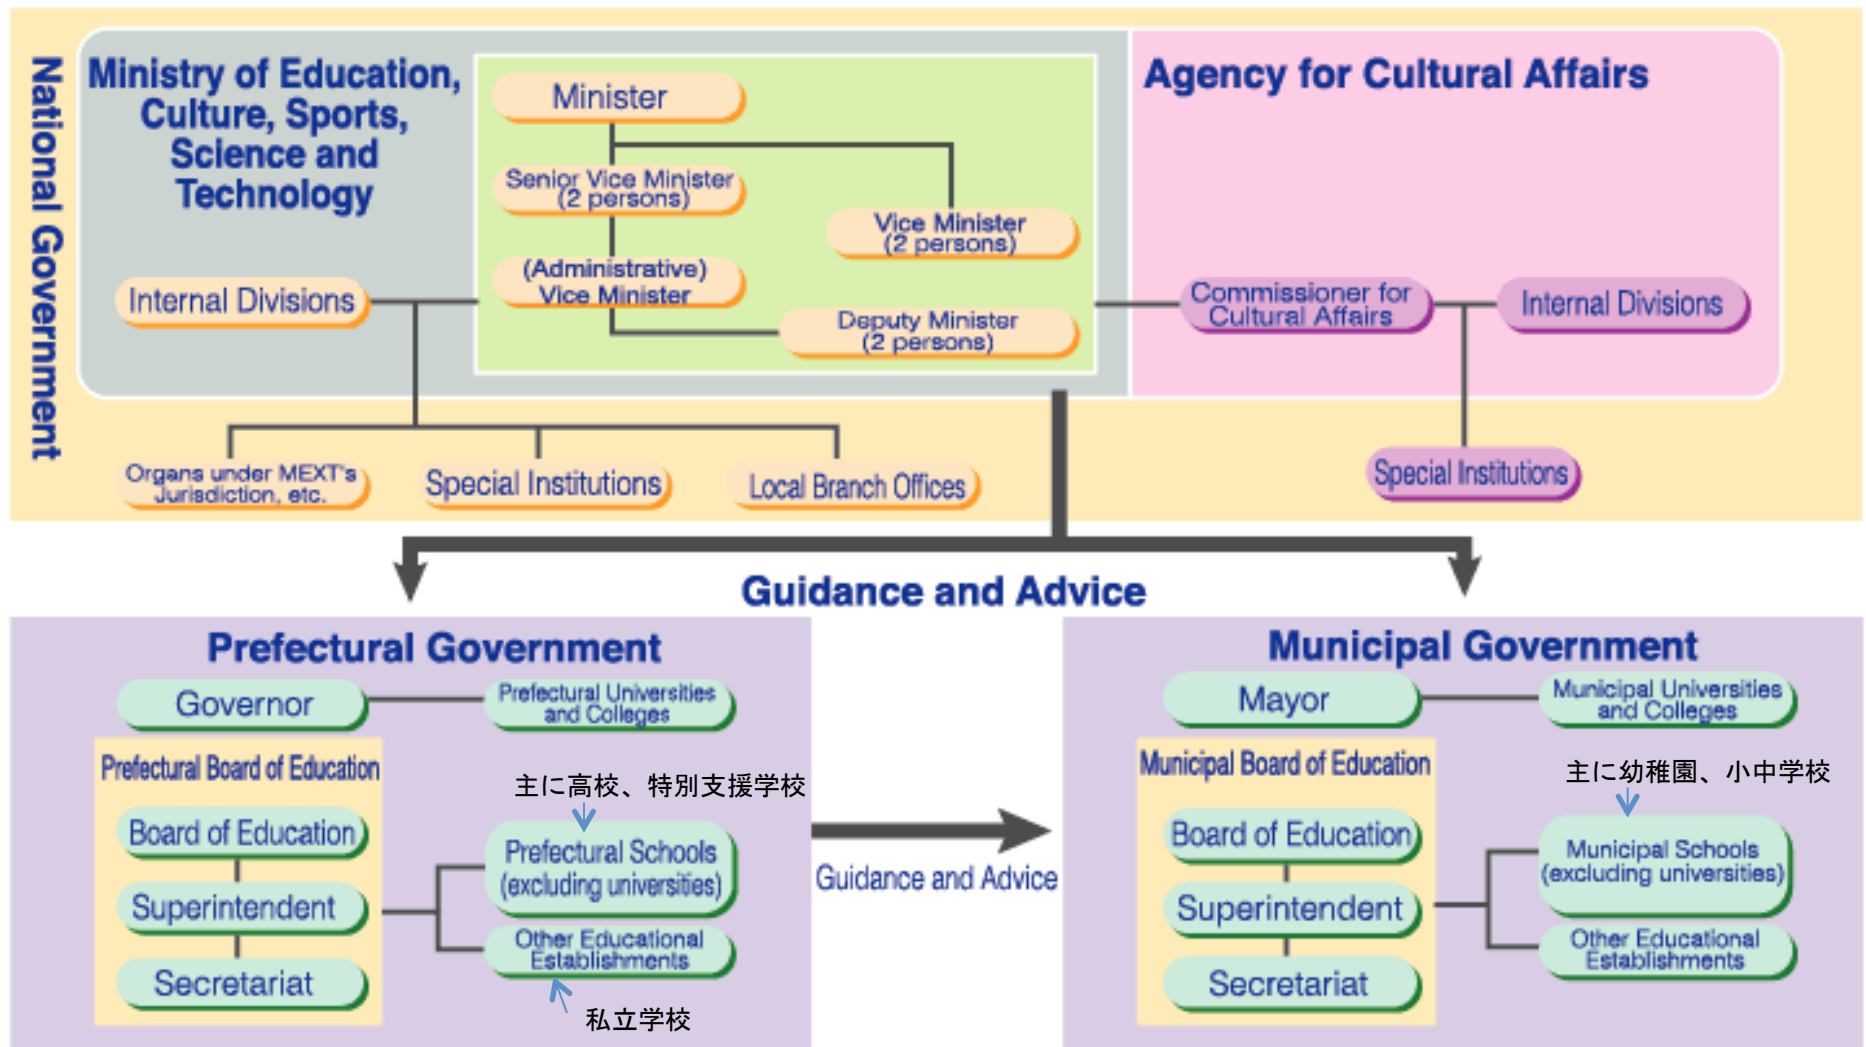 National Government
Ministry of Education,
Culture, Sports,
Science and
Technology
Minister
Senior Vice Minister
(2 persons)
Vice Minister
(2 persons)
(Administrative)
Vice Minister
Deputy Minister
(2 persons)
Internal Divisions
Organs under MEXT's
Jurisdiction, etc.
Special Institutions
Local Branch Offices
Agency for Cultural Affairs
Commissioner for
Cultural Affairs
Internal Divisions
Special Institutions
Guidance and Advice
Prefectural Government
Governor
Prefectural Universities
and Colleges
Prefectural Board of Education
Board of Education
Superintendent
Secretariat
主に高校、特別支援学校
Prefectural Schools
(excluding universities)
Other Educational
Establishments
私立学校
Guidance and Advice
Municipal Government
Mayor
Municipal Universities
and Colleges
Municipal Board of Education
Board of Education
Superintendent
Secretariat
主に幼稚園、小中学校
Municipal Schools
(excluding universities)
Other Educational
Establishments